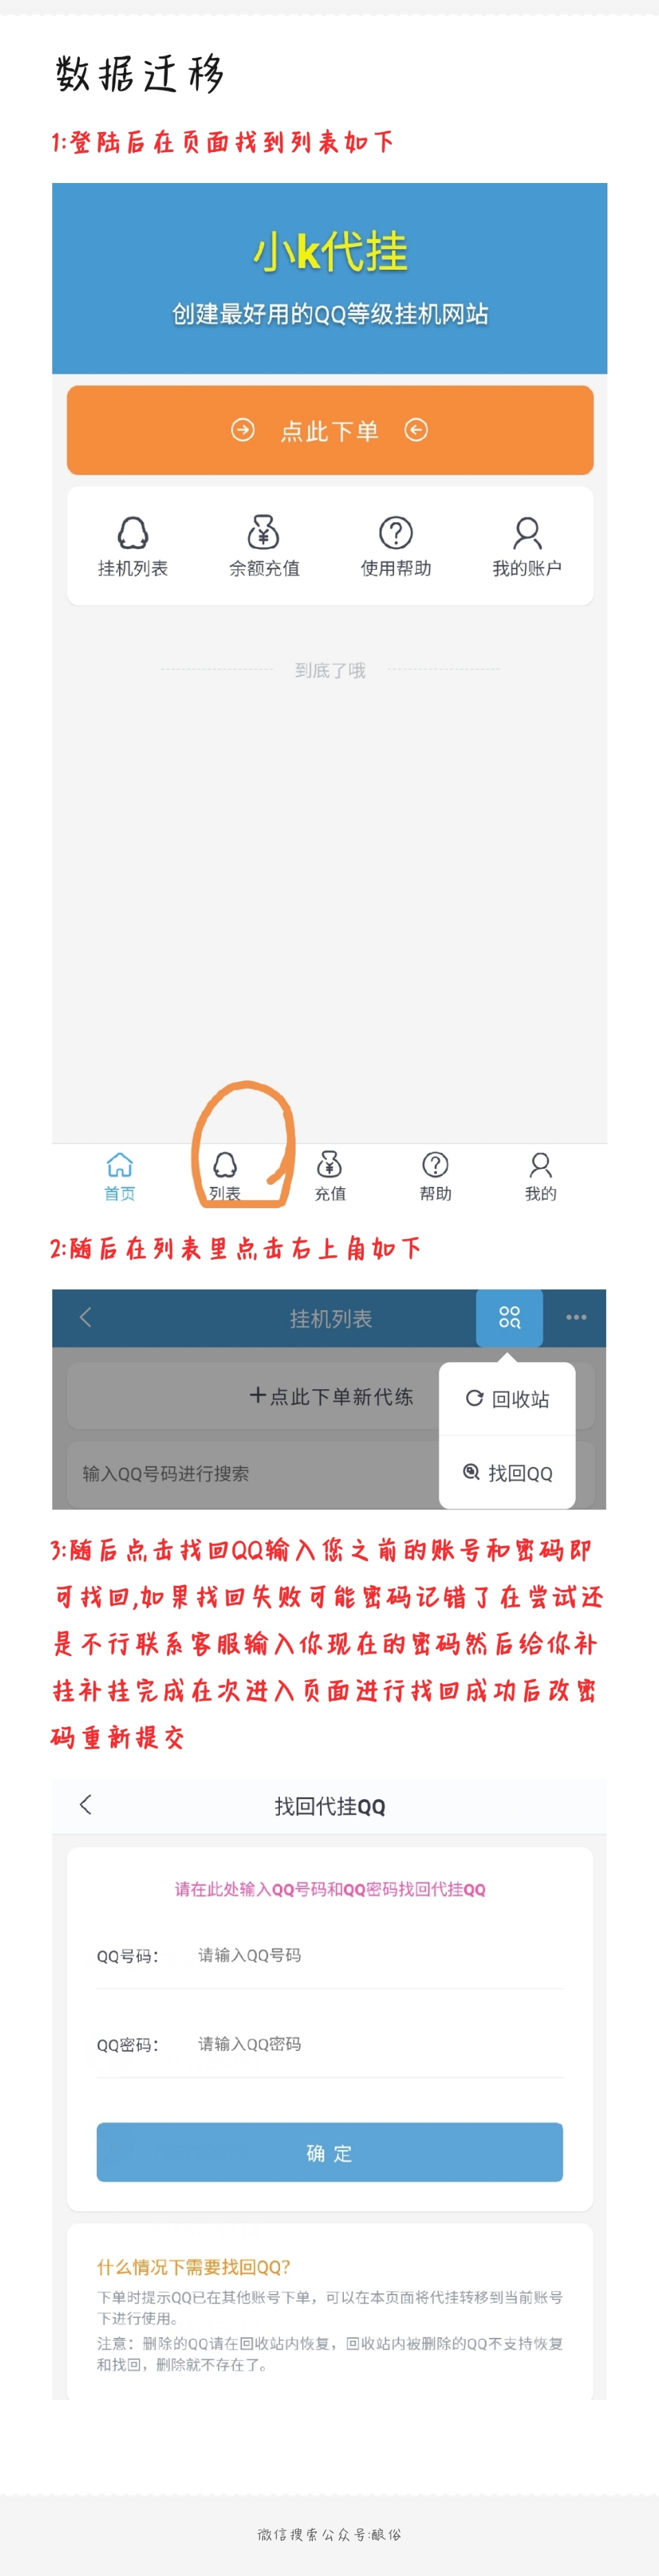 数据迁移
1:登陆后在页面找到列表如下
小k代挂
创建最好用的QQ等级挂机网站
点此下单
挂机列表 余额充值 使用帮助 我的账户
到底了哦
首页 列表 充值 帮助 我的
2:随后在列表里点击右上角如下
挂机列表
十点此下单新代练
回收站
输入QQ号码进行搜索
找回QQ
3:随后点击找回QQ输入您之前的账号和密码即
可找回,如果找回失败可能密码记错了在尝试还
是不行联系客服输入你现在的密码然后给你补
挂补挂完成在次进入页面进行找回成功后改密
码重新提交
找回代挂QQ
请在此处输入QQ号码和QQ密码找回代挂QQ
QQ号码： 请输入QQ号码
QQ密码： 请输入QQ密码
确 定
什么情况下需要找回QQ?
下单时提示QQ已在其他账号下单，可以在本页面将代挂转移到当前账号
下进行使用。
注意：删除的QQ请在回收站内恢复，回收站内被删除的QQ不支持恢复
和找回，删除就不存在了。
微信搜索公众号:酿俗